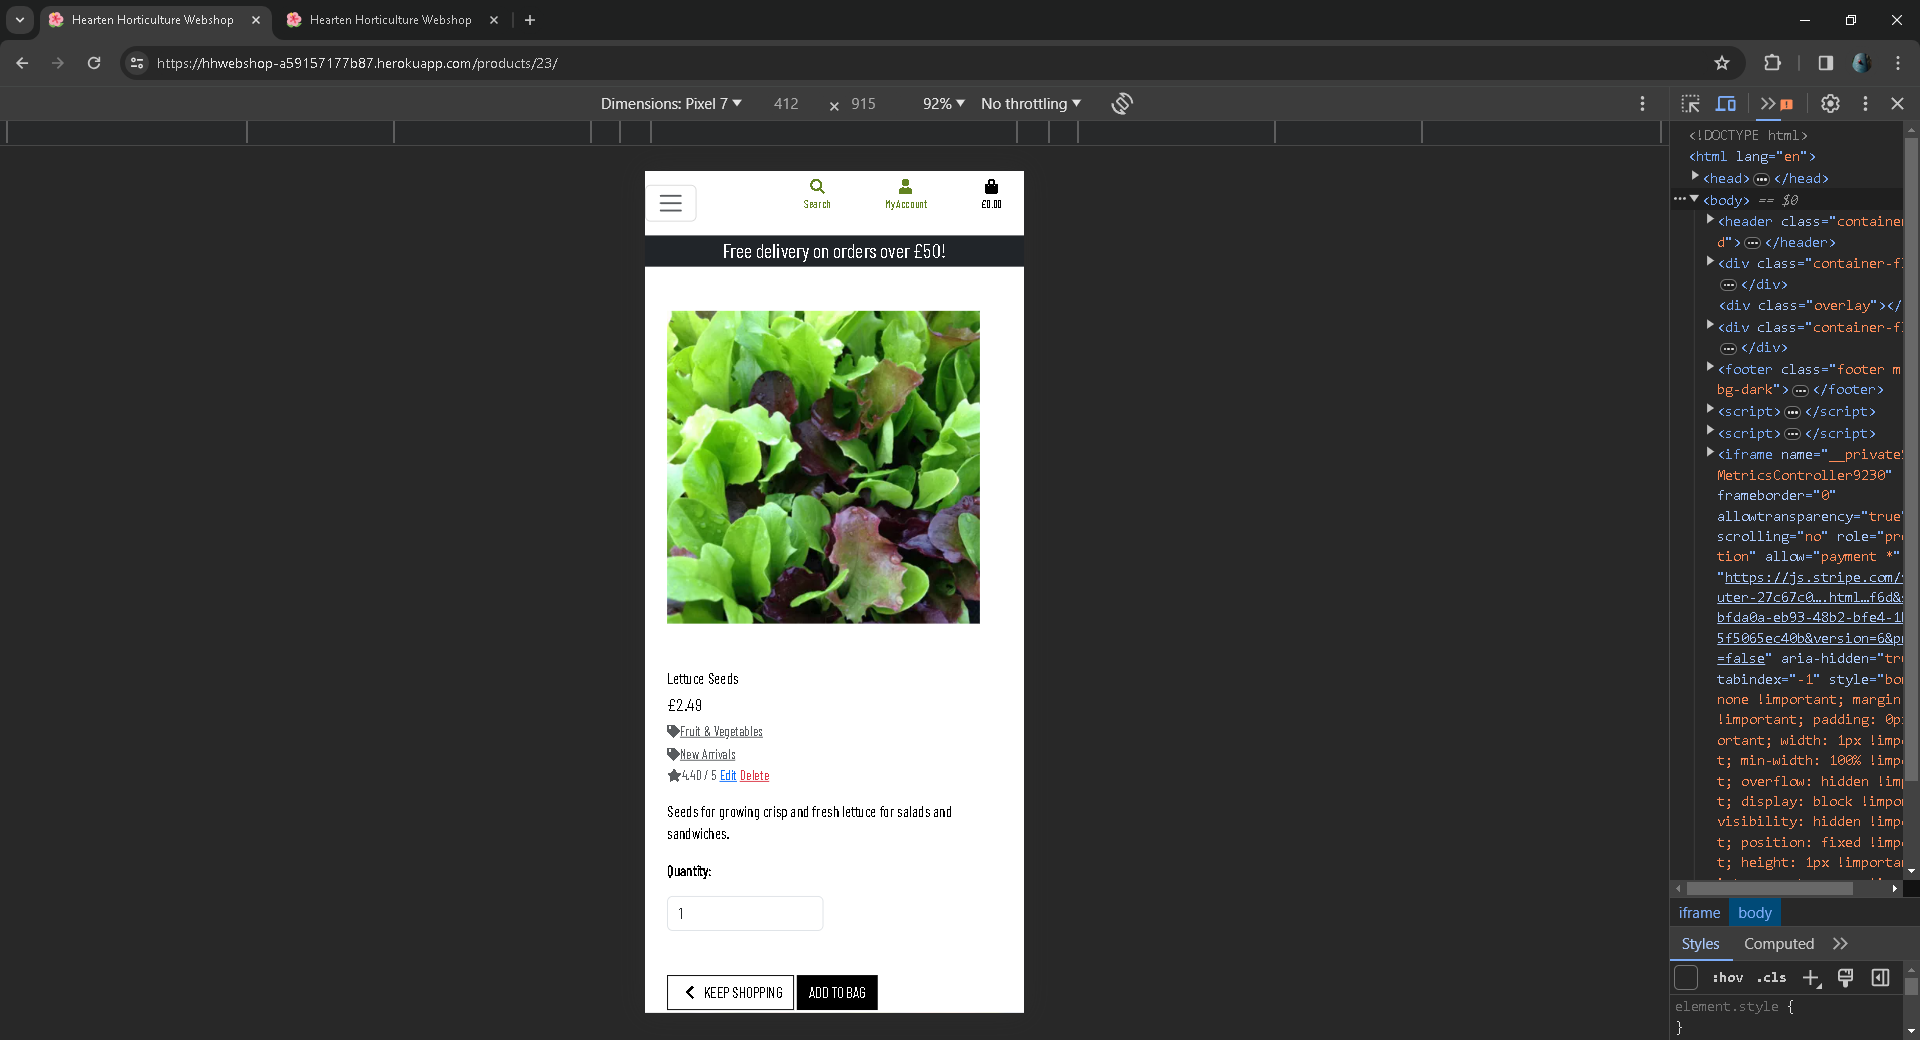 Hearten Horticulture Webshop
Hearten Horticulture Webshop
https://hhwebshop-a59157177b87.herokuapp.com/products/23/
Dimensions: Pixel 7 412 × 915 92% No throttling
Search
My Account
£0.00
Free delivery on orders over £50!
Lettuce Seeds
£2.49
Fruit & Vegetables
New Arrivals
4.40 / 5 Edit Delete
Seeds for growing crisp and fresh lettuce for salads and
sandwiches.
Quantity:
1
KEEP SHOPPING ADD TO BAG
<!DOCTYPE html>
<html lang="en">
<head> ··· </head>
··· <body> == $0
<header class="container
d"> ··· </header>
<div class="container-f
··· </div>
<div class="overlay"></
<div class="container-f
··· </div>
<footer class="footer m
bg-dark"> ··· </footer>
<script> ··· </script>
<script> ··· </script>
<iframe name="__private
MetricsController9230"
frameborder="0"
allowtransparency="true"
scrolling="no" role="pre
tion" allow="payment *"
"https://js.stripe.com/
uter-27c67c0….html…f6d&
bfda0a-eb93-48b2-bfe4-1
5f5065ec40b&version=6&p
=false" aria-hidden="tr
tabindex="-1" style="bo
none !important; margin
!important; padding: 0p
ortant; width: 1px !imp
t; min-width: 100% !imp
t; overflow: hidden !im
t; display: block !impo
visibility: hidden !imp
t; position: fixed !imp
t; height: 1px !importa
iframe body
Styles Computed
:hov .cls
element.style {
}